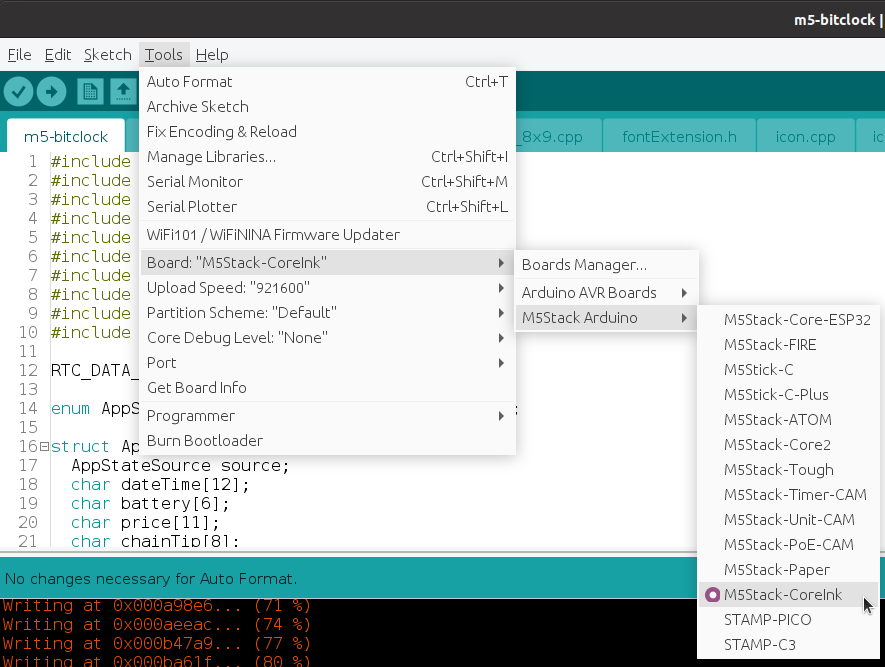 m5-bitclock |
File Edit Sketch Tools Help
Auto Format Ctrl+T
Archive Sketch
Fix Encoding & Reload
Manage Libraries... Ctrl+Shift+I
Serial Monitor Ctrl+Shift+M
Serial Plotter Ctrl+Shift+L
WiFi101 / WiFiNINA Firmware Updater
Board: "M5Stack-CoreInk"
Upload Speed: "921600"
Partition Scheme: "Default"
Core Debug Level: "None"
Port
Get Board Info
Programmer
Burn Bootloader
Boards Manager...
Arduino AVR Boards
M5Stack Arduino
M5Stack-Core-ESP32
M5Stack-FIRE
M5Stick-C
M5Stick-C-Plus
M5Stack-ATOM
M5Stack-Core2
M5Stack-Tough
M5Stack-Timer-CAM
M5Stack-Unit-CAM
M5Stack-PoE-CAM
M5Stack-Paper
M5Stack-CoreInk
STAMP-PICO
STAMP-C3
m5-bitclock _8x9.cpp fontExtension.h icon.cpp ic
1 #include
2 #include
3 #include
4 #include
5 #include
6 #include
7 #include
8 #include
9 #include
10 #include
11
12 RTC_DATA_
13
14 enum AppS ;
15
16 struct Ap
17 AppStateSource source;
18 char dateTime[12];
19 char battery[6];
20 char price[11];
21 char chainTip[8];
No changes necessary for Auto Format.
Writing at 0x000a98e6... (71 %)
Writing at 0x000aeeac... (74 %)
Writing at 0x000b47a9... (77 %)
Writing at 0x000ba61f... (80 %)